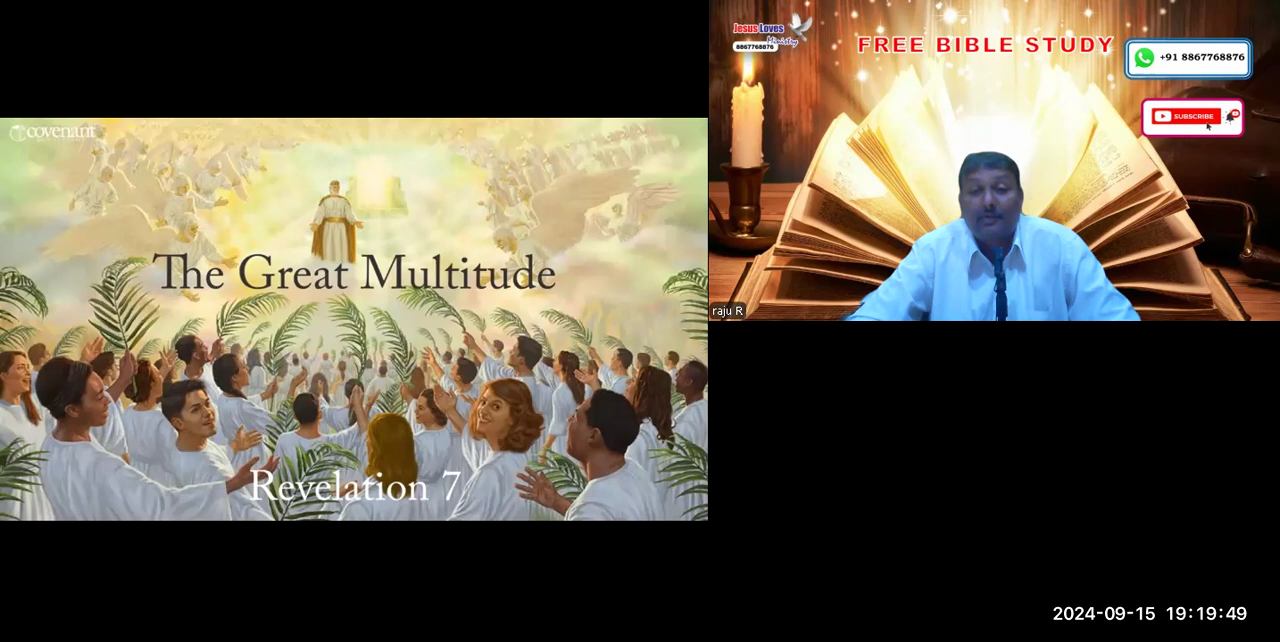 covenant
The Great Multitude
Revelation 7
Jesus Loves
Ministry
8867768876
FREE BIBLE STUDY
+91 8867768876
SUBSCRIBE
raju R
2024-09-15 19:19:49